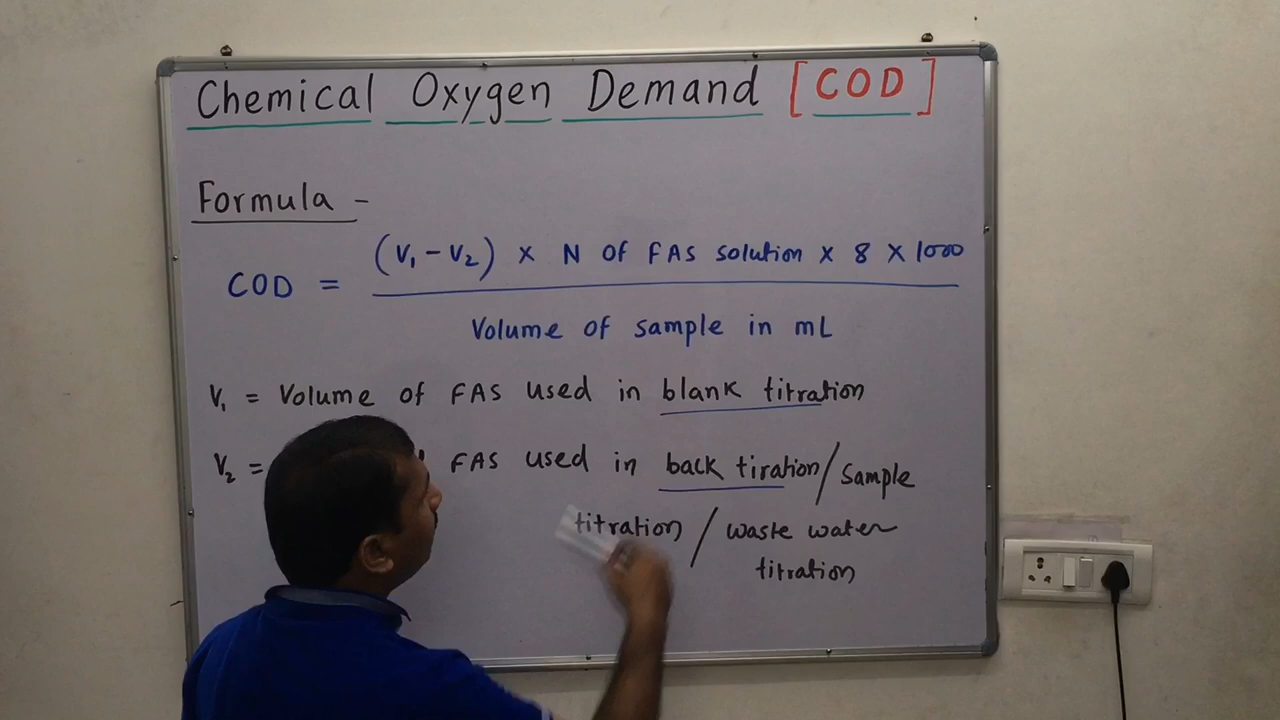 Chemical Oxygen Demand [COD]
Formula -
(V₁ - V₂) × N of FAS solution × 8 × 1000
COD =
Volume of sample in mL
V₁ = Volume of FAS used in blank titration
V₂ = FAS used in back tiration/sample
titration / waste water
titration